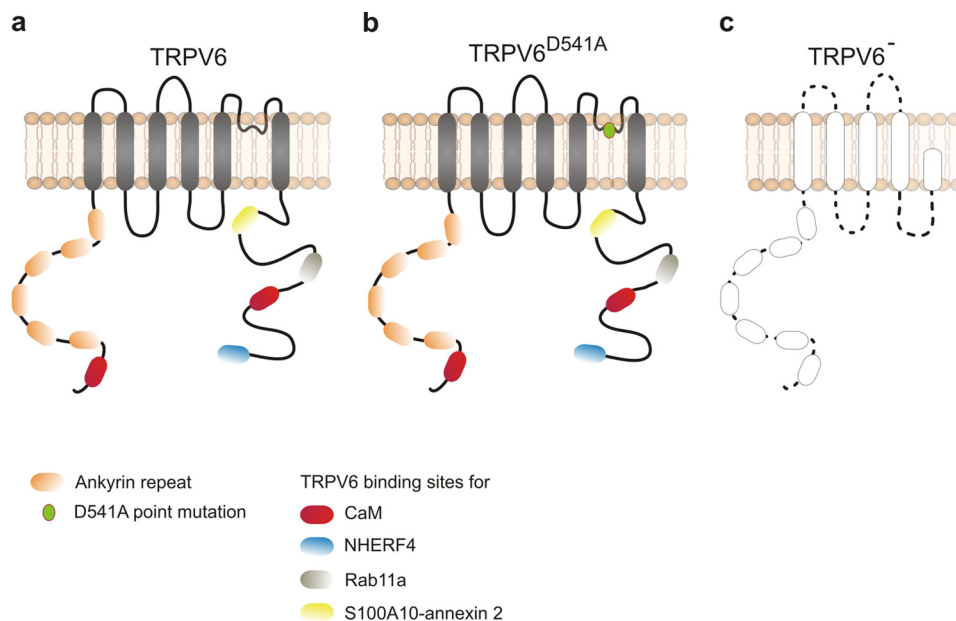 a
b
c
TRPV6
TRPV6D541A
TRPV6-
Ankyrin repeat
D541A point mutation
TRPV6 binding sites for
CaM
NHERF4
Rab11a
S100A10-annexin 2